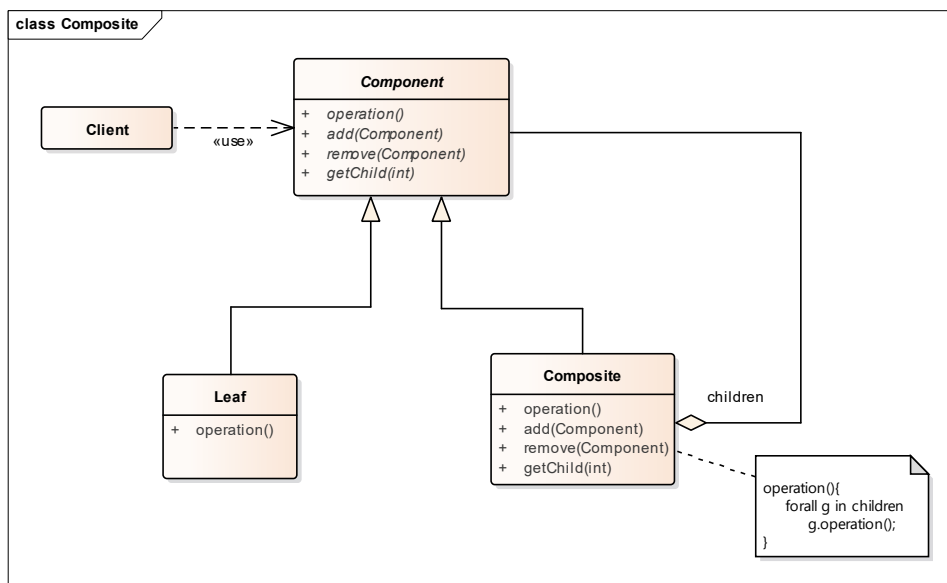 class Composite
Component
+ operation()
+ add(Component)
+ remove(Component)
+ getChild(int)
Client
«use»
Leaf
+ operation()
Composite
+ operation()
+ add(Component)
+ remove(Component)
+ getChild(int)
children
operation(){
forall g in children
g.operation();
}